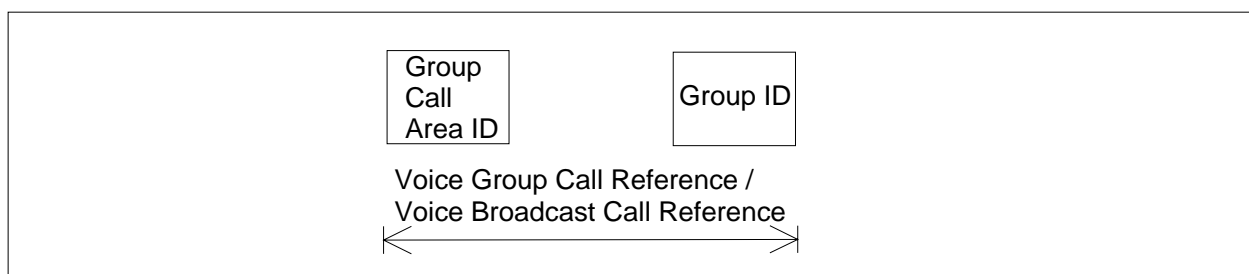 Group
Call
Area ID
Group ID
Voice Group Call Reference /
Voice Broadcast Call Reference